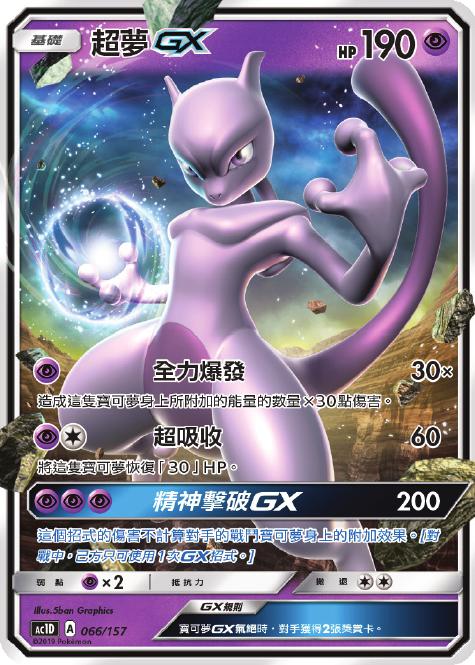 基礎 超夢GX HP190
全力爆發 30×
造成這隻寶可夢身上所附加的能量的數量×30點傷害。
超吸收 60
將這隻寶可夢恢復「30」HP。
精神擊破GX 200
這個招式的傷害不計算對手的戰鬥寶可夢身上的附加效果。[對
戰中,己方只可使用1次GX招式。]
弱點 ×2 抵抗力 撤退
Illus.5ban Graphics
GX規則
AC1D A 066/157
寶可夢GX氣絕時,對手獲得2張獎賞卡。
©2019 Pokémon